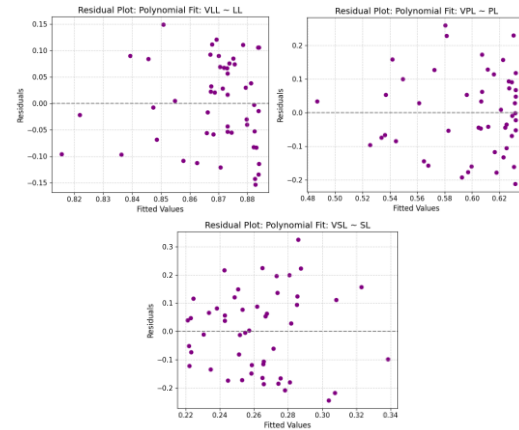 Residual Plot: Polynomial Fit: VLL ~ LL
Residuals
0.15
0.10
0.05
0.00
−0.05
−0.10
−0.15
0.82 0.83 0.84 0.85 0.86 0.87 0.88
Fitted Values
Residual Plot: Polynomial Fit: VPL ~ PL
Residuals
0.2
0.1
0.0
−0.1
−0.2
0.48 0.50 0.52 0.54 0.56 0.58 0.60 0.62
Fitted Values
Residual Plot: Polynomial Fit: VSL ~ SL
Residuals
0.3
0.2
0.1
0.0
−0.1
−0.2
0.22 0.24 0.26 0.28 0.30 0.32 0.34
Fitted Values